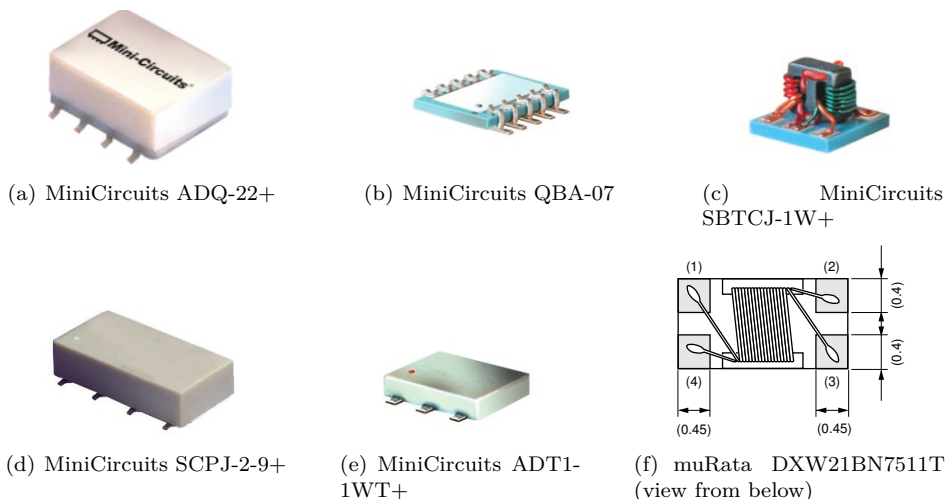 Mini-Circuits®
(a) MiniCircuits ADQ-22+
(b) MiniCircuits QBA-07
(c) MiniCircuits
SBTCJ-1W+
(1) (2)
(0.4)
(0.4)
(4) (3)
(0.45) (0.45)
(d) MiniCircuits SCPJ-2-9+
(e) MiniCircuits ADT1-
1WT+
(f) muRata DXW21BN7511T
(view from below)